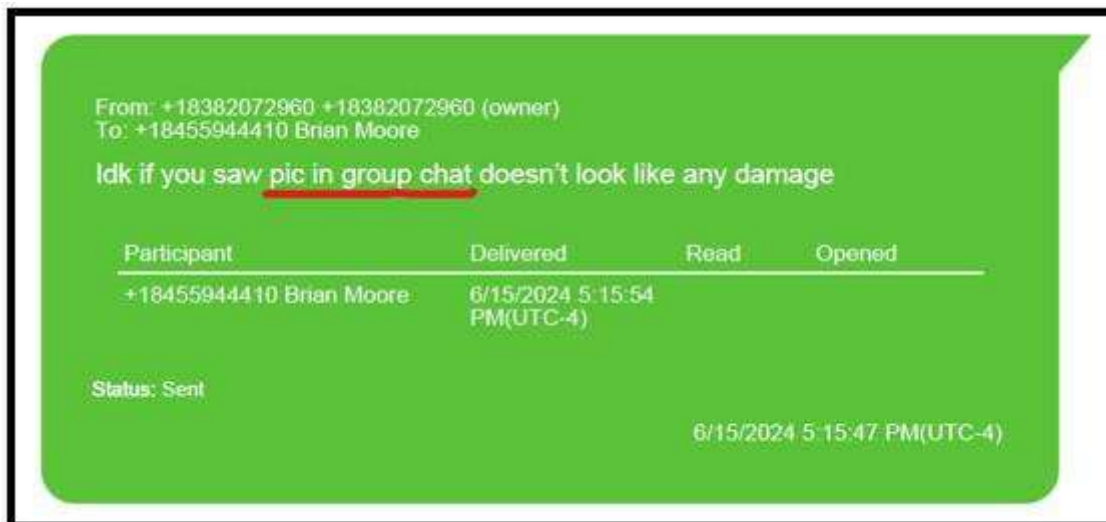 From: +18382072960 +18382072960 (owner)
To: +18455944410 Brian Moore
Idk if you saw pic in group chat doesn't look like any damage
Participant Delivered Read Opened
+18455944410 Brian Moore 6/15/2024 5:15:54
PM(UTC-4)
Status: Sent
6/15/2024 5:15:47 PM(UTC-4)